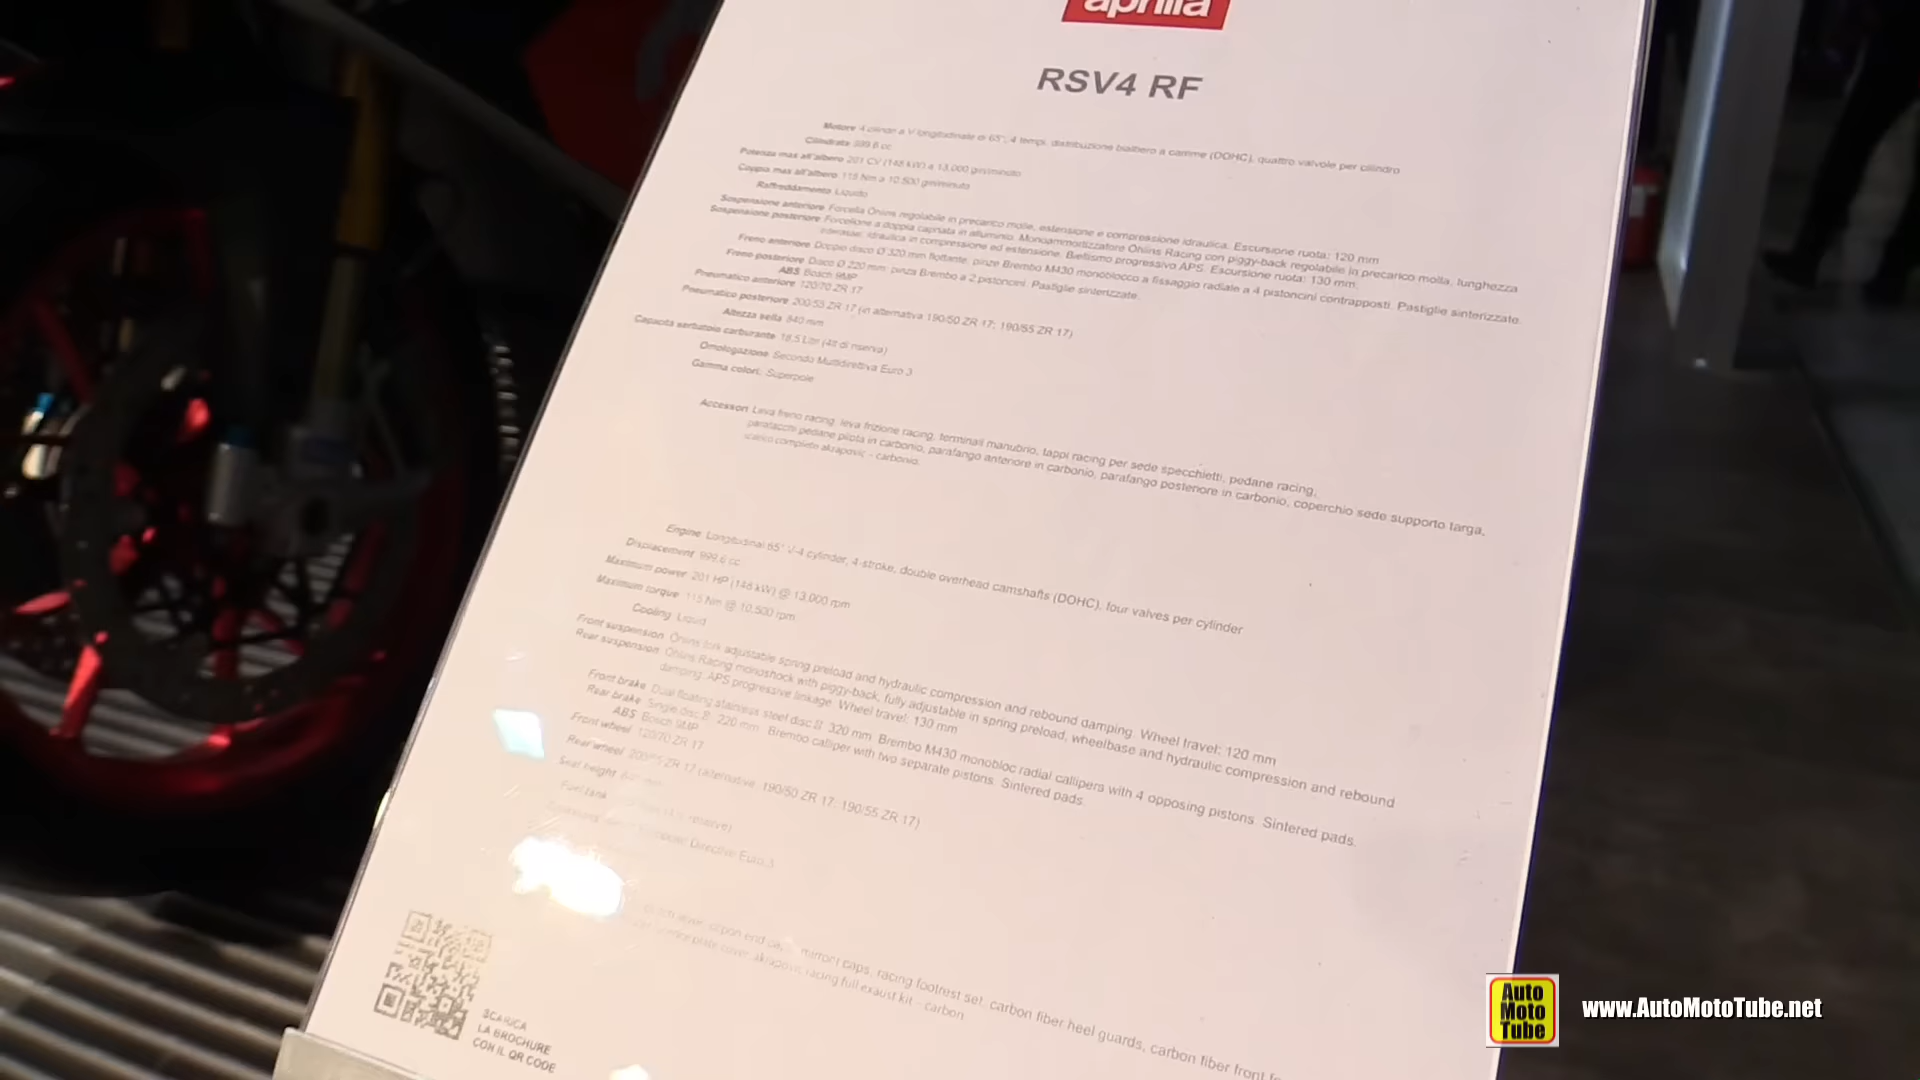 aprilia
RSV4 RF
Motore 4 cilindri a V longitudinale di 65°, 4 tempi, distribuzione bialbero a camme (DOHC), quattro valvole per cilindro
Cilindrata 999.6 cc
Potenza max all'albero 201 CV (148 kW) a 13,000 giri/minuto
Coppia max all'albero 115 Nm a 10,500 giri/minuto
Raffreddamento Liquido
Sospensione anteriore Forcella Öhlins regolabile in precarico molle, estensione e compressione idraulica. Escursione ruota: 120 mm
Sospensione posteriore Forcellone a doppia capriata in alluminio. Monoammortizzatore Öhlins Racing con piggy-back regolabile in precarico molla, lunghezza
interasse, idraulica in compressione ed estensione. Biellismo progressivo APS. Escursione ruota: 130 mm.
Freno anteriore Doppio disco Ø 320 mm flottante, pinze Brembo M430 monoblocco a fissaggio radiale a 4 pistoncini contrapposti. Pastiglie sinterizzate.
Freno posteriore Disco Ø 220 mm; pinza Brembo a 2 pistoncini. Pastiglie sinterizzate.
ABS Bosch 9MP
Pneumatico anteriore 120/70 ZR 17
Pneumatico posteriore 200/55 ZR 17 (in alternativa 190/50 ZR 17; 190/55 ZR 17)
Altezza sella 840 mm
Capacità serbatoio carburante 18,5 Litri (4lt di riserva)
Omologazione Secondo Multidirettiva Euro 3
Gamma colori: Superpole
Accessori Leva freno racing, leva frizione racing, terminali manubrio, tappi racing per sede specchietti, pedane racing,
paratacchi pedane pilota in carbonio, parafango anteriore in carbonio, parafango posteriore in carbonio, coperchio sede supporto targa,
scarico completo akrapovic - carbonio.
Engine Longitudinal 65° V-4 cylinder, 4-stroke, double overhead camshafts (DOHC), four valves per cylinder
Displacement 999.6 cc
Maximum power 201 HP (148 kW) @ 13,000 rpm
Maximum torque 115 Nm @ 10,500 rpm
Cooling Liquid
Front suspension Öhlins fork adjustable spring preload and hydraulic compression and rebound damping. Wheel travel: 120 mm
Rear suspension Öhlins Racing monoshock with piggy-back, fully adjustable in spring preload, wheelbase and hydraulic compression and rebound
damping. APS progressive linkage. Wheel travel: 130 mm
Front brake Dual floating stainless steel disc 320 mm. Brembo M430 monobloc radial callipers with 4 opposing pistons. Sintered pads.
Rear brake Single disc 220 mm. Brembo calliper with two separate pistons. Sintered pads.
ABS Bosch 9MP
Front wheel 120/70 ZR 17
Rear wheel ZR 17 (alternative: 190/50 ZR 17; 190/55 ZR 17)
Seat height
Fuel tank reserve)
Directive Euro 3
mirror caps, racing footrest set, carbon fiber heel guards, carbon fiber front
plate cover, akrapovic racing full exaust kit - carbon
SCARICA
LA BROCHURE
CON IL QR CODE
Auto
Moto
Tube
www.AutoMotoTube.net